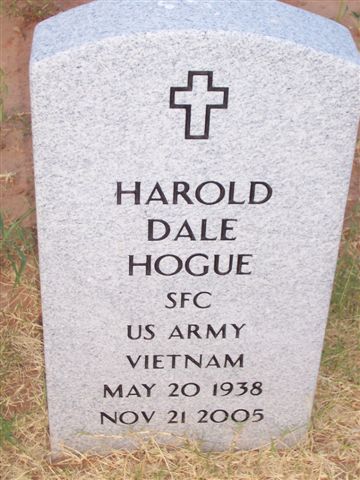 HAROLD
DALE
HOGUE
SFC
US ARMY
VIETNAM
MAY 20 1938
NOV 21 2005